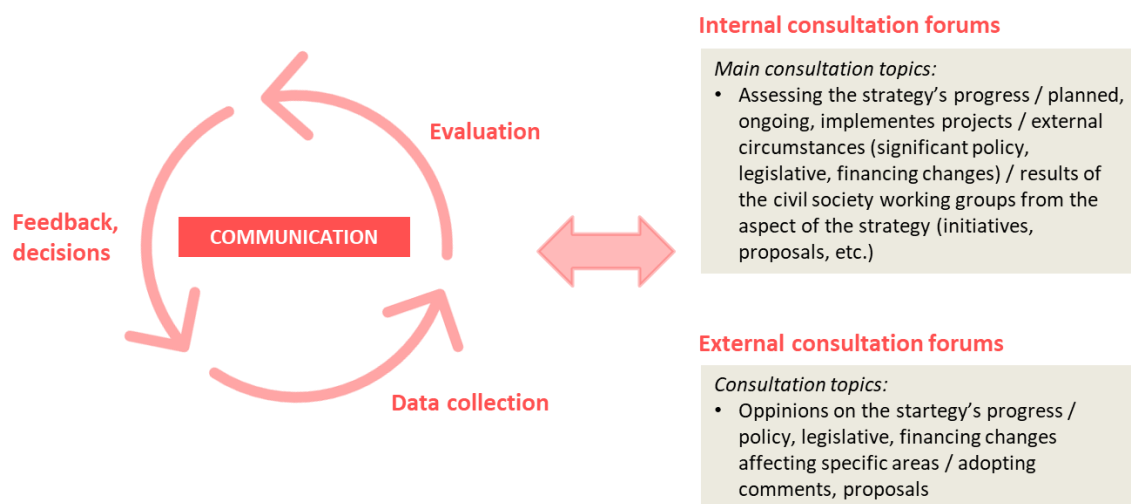 Evaluation
Feedback,
decisions
COMMUNICATION
Data collection
Internal consultation forums
Main consultation topics:
• Assessing the strategy’s progress / planned,
ongoing, implementes projects / external
circumstances (significant policy,
legislative, financing changes) / results of
the civil society working groups from the
aspect of the strategy (initiatives,
proposals, etc.)
External consultation forums
Consultation topics:
• Oppinions on the startegy’s progress /
policy, legislative, financing changes
affecting specific areas / adopting
comments, proposals